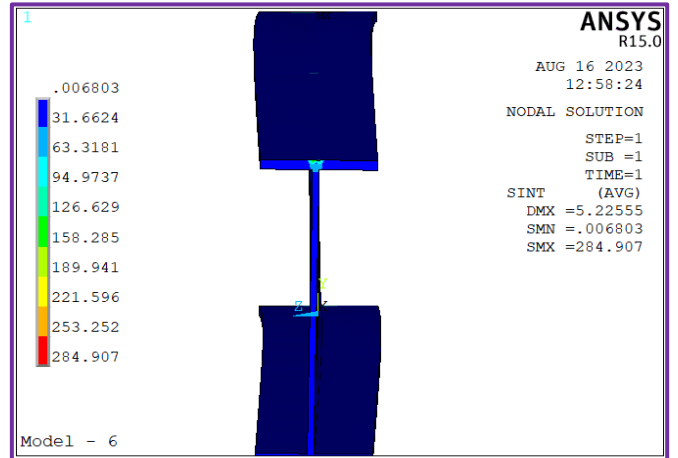 1
ANSYS
R15.0
AUG 16 2023
12:58:24
NODAL SOLUTION
STEP=1
SUB =1
TIME=1
SINT (AVG)
DMX =5.22555
SMN =.006803
SMX =284.907
.006803
31.6624
63.3181
94.9737
126.629
158.285
189.941
221.596
253.252
284.907
Y
Z X
Model - 6